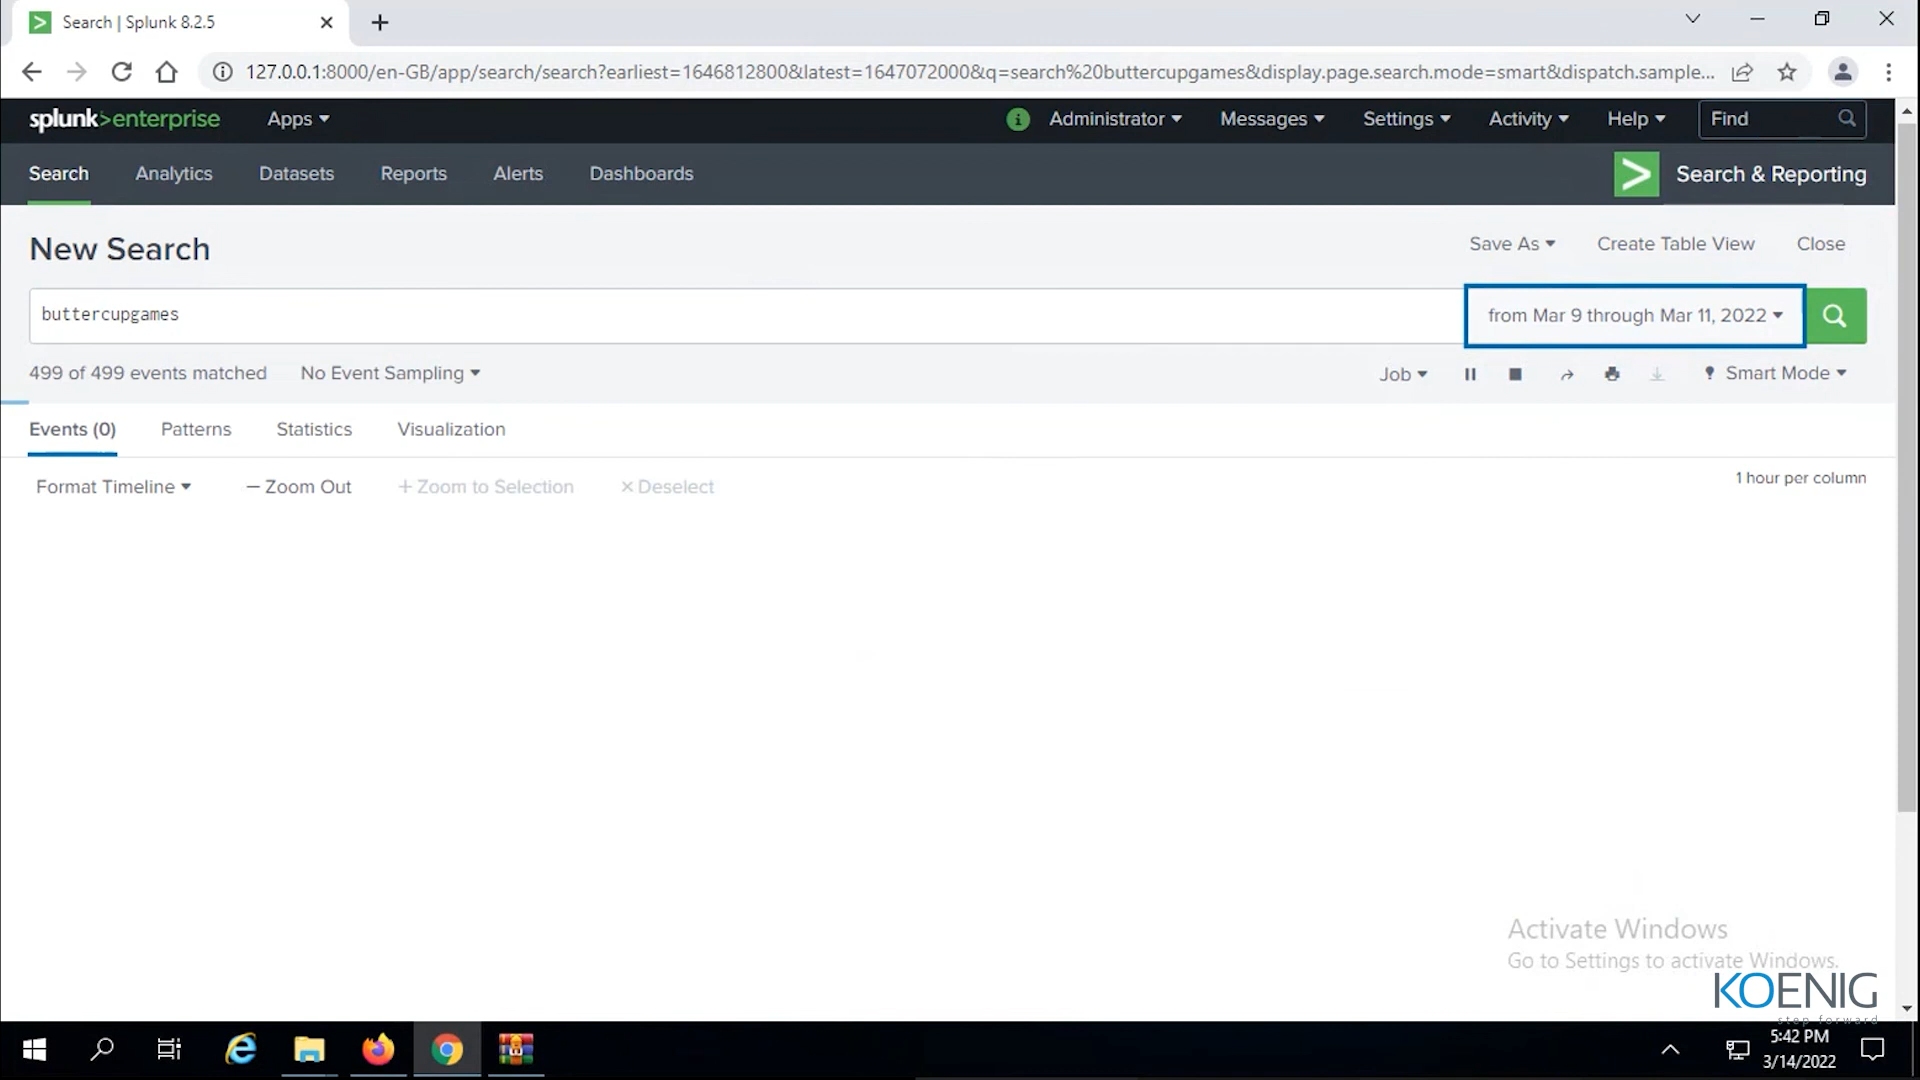 Search | Splunk 8.2.5
127.0.0.1:8000/en-GB/app/search/search?earliest=1646812800&latest=1647072000&q=search%20buttercupgames&display.page.search.mode=smart&dispatch.sample...
splunk>enterprise Apps Administrator Messages Settings Activity Help Find
Search Analytics Datasets Reports Alerts Dashboards Search & Reporting
New Search Save As Create Table View Close
buttercupgames from Mar 9 through Mar 11, 2022
499 of 499 events matched No Event Sampling Job Smart Mode
Events (0) Patterns Statistics Visualization
Format Timeline – Zoom Out + Zoom to Selection × Deselect 1 hour per column
Activate Windows
Go to Settings to activate Windows.
KOENIG
step forward
5:42 PM
3/14/2022